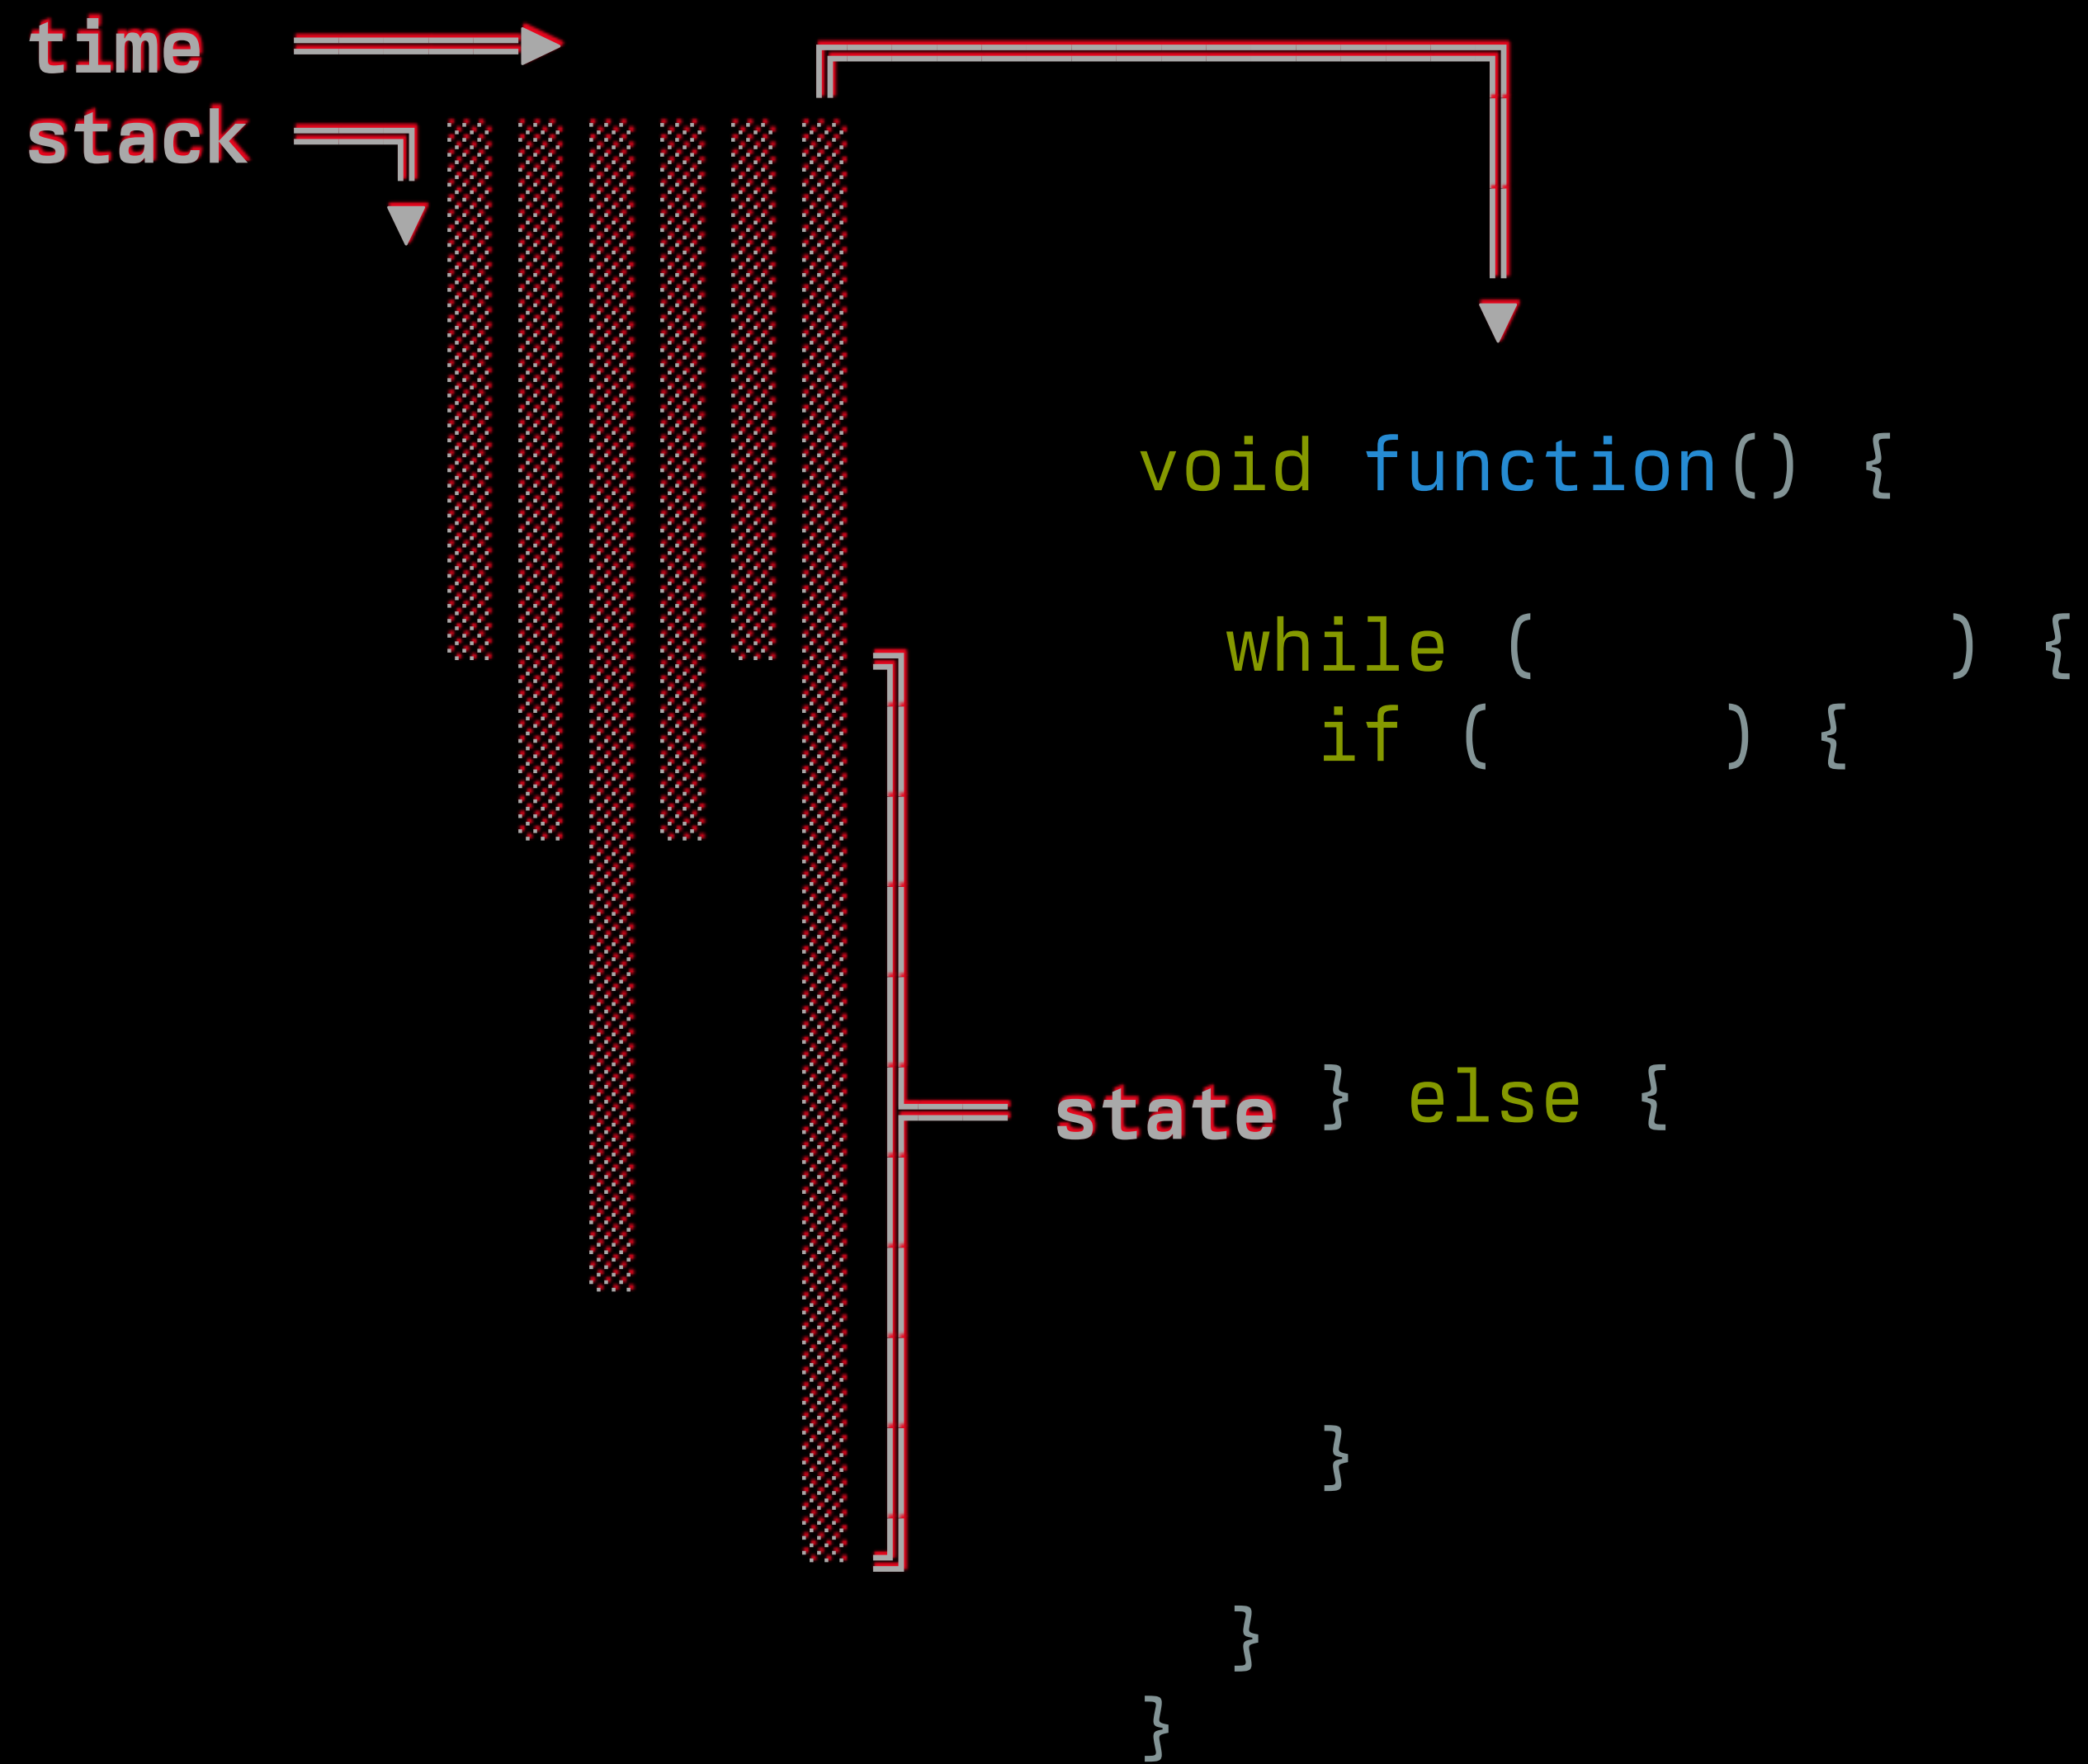 time
stack
void function() {
while ( ) {
if ( ) {
state
} else {
}
}
}